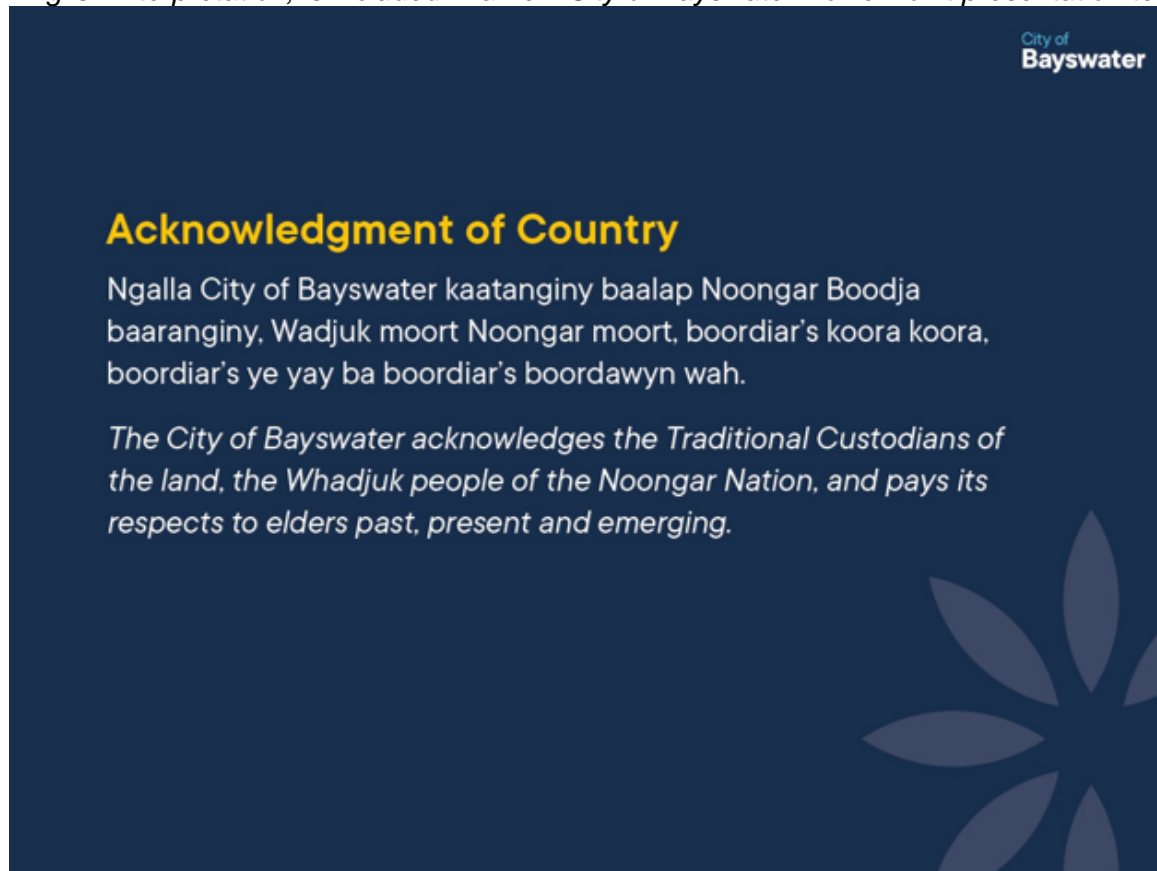 City of
Bayswater
Acknowledgment of Country
Ngalla City of Bayswater kaatanginy baalap Noongar Boodja
baaranginy, Wadjuk moort Noongar moort, boordiar's koora koora,
boordiar's ye yay ba boordiar's boordawyn wah.
The City of Bayswater acknowledges the Traditional Custodians of
the land, the Whadjuk people of the Noongar Nation, and pays its
respects to elders past, present and emerging.